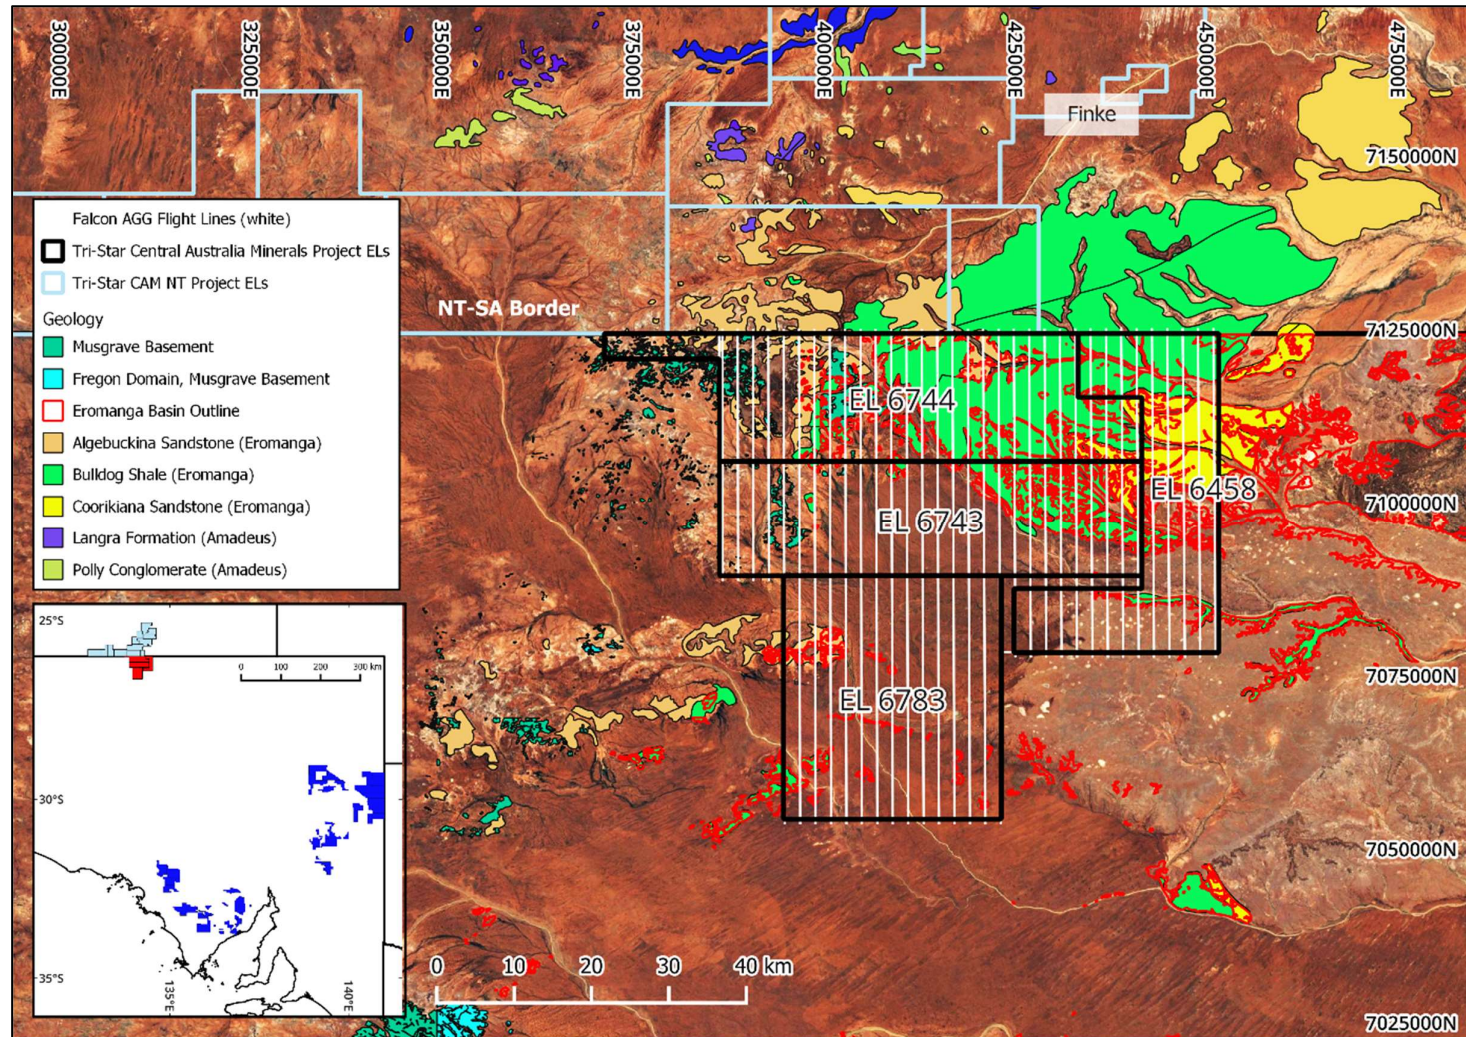 300000E
325000E
350000E
375000E
400000E
425000E
450000E
475000E
Finke
7150000N
Falcon AGG Flight Lines (white)
Tri-Star Central Australia Minerals Project ELs
Tri-Star CAM NT Project ELs
Geology
Musgrave Basement
Fregon Domain, Musgrave Basement
Eromanga Basin Outline
Algebuckina Sandstone (Eromanga)
Bulldog Shale (Eromanga)
Coorikiana Sandstone (Eromanga)
Langra Formation (Amadeus)
Polly Conglomerate (Amadeus)
NT-SA Border
7125000N
EL 6744
EL 6458
7100000N
EL 6743
7075000N
EL 6783
7050000N
7025000N
0 10 20 30 40 km
25°S
0 100 200 300 km
30°S
35°S
135°E
140°E